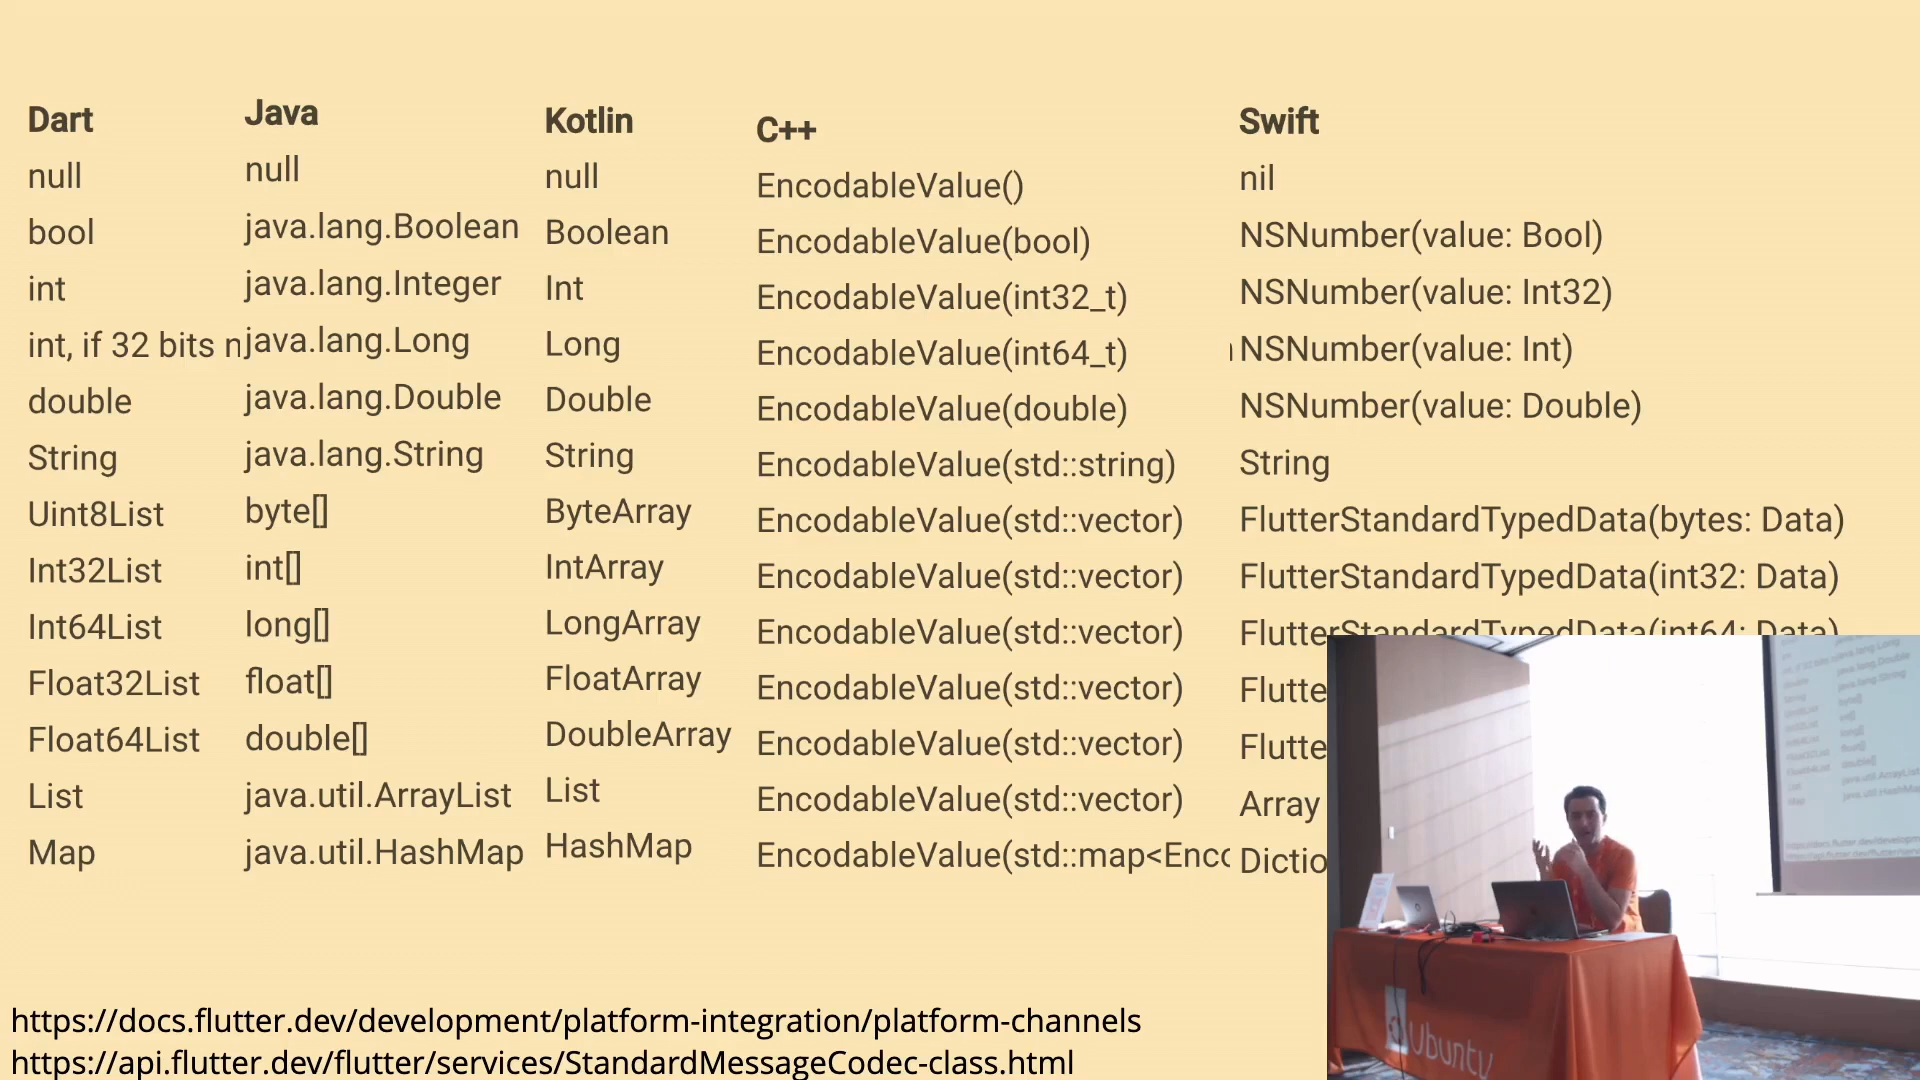 Dart
null
bool
int
int, if 32 bits n
double
String
Uint8List
Int32List
Int64List
Float32List
Float64List
List
Map
Java
null
java.lang.Boolean
java.lang.Integer
java.lang.Long
java.lang.Double
java.lang.String
byte[]
int[]
long[]
float[]
double[]
java.util.ArrayList
java.util.HashMap
Kotlin
null
Boolean
Int
Long
Double
String
ByteArray
IntArray
LongArray
FloatArray
DoubleArray
List
HashMap
C++
EncodableValue()
EncodableValue(bool)
EncodableValue(int32_t)
EncodableValue(int64_t)
EncodableValue(double)
EncodableValue(std::string)
EncodableValue(std::vector)
EncodableValue(std::vector)
EncodableValue(std::vector)
EncodableValue(std::vector)
EncodableValue(std::vector)
EncodableValue(std::vector)
EncodableValue(std::map<Enco
Swift
nil
NSNumber(value: Bool)
NSNumber(value: Int32)
NSNumber(value: Int)
NSNumber(value: Double)
String
FlutterStandardTypedData(bytes: Data)
FlutterStandardTypedData(int32: Data)
FlutterStandardTypedData(int64: Data)
Flutte
Flutte
Array
Dictio
https://docs.flutter.dev/development/platform-integration/platform-channels
https://api.flutter.dev/flutter/services/StandardMessageCodec-class.html
Ubuntu